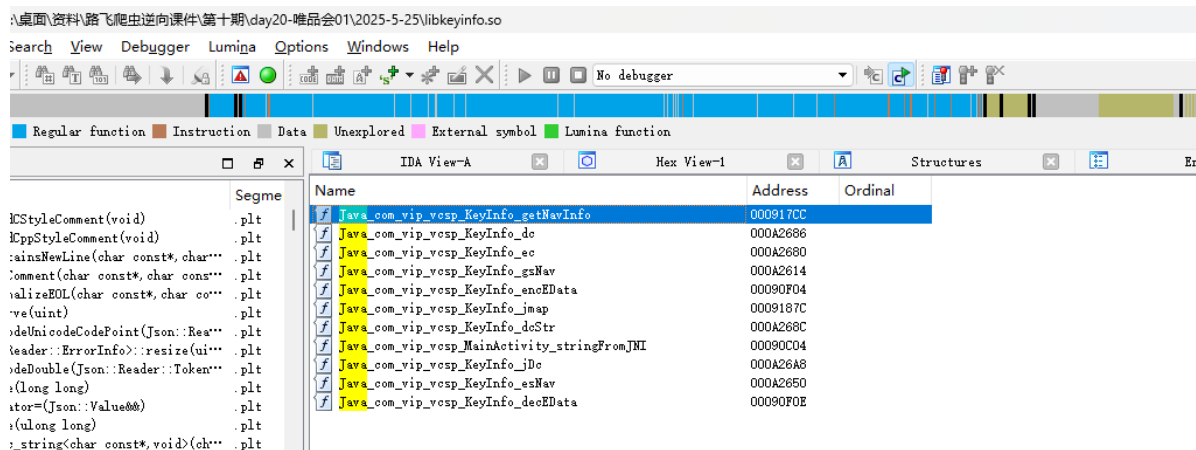 :\桌面\资料\路飞爬虫逆向课件\第十期\day20-唯品会01\2025-5-25\libkeyinfo.so
Search View Debugger Lumina Options Windows Help
No debugger
Regular function Instruction Data Unexplored External symbol Lumina function
IDA View-A Hex View-1 Structures
Segme Name Address Ordinal
dCStyleComment(void) .plt Java_com_vip_vcsp_KeyInfo_getNavInfo 000917CC
dCppStyleComment(void) .plt Java_com_vip_vcsp_KeyInfo_dc 000A2686
tainsNewLine(char const*,char… .plt Java_com_vip_vcsp_KeyInfo_ec 000A2680
Comment(char const*,char cons… .plt Java_com_vip_vcsp_KeyInfo_gsNav 000A2614
nalizeEOL(char const*,char co… .plt Java_com_vip_vcsp_KeyInfo_encEData 00090F04
rve(uint) .plt Java_com_vip_vcsp_KeyInfo_jmap 0009187C
odeUnicodeCodePoint(Json::Rea… .plt Java_com_vip_vcsp_KeyInfo_dcStr 000A268C
Reader::ErrorInfo>::resize(ui… .plt Java_com_vip_vcsp_MainActivity_stringFromJNI 00090C04
odeDouble(Json::Reader::Token… .plt Java_com_vip_vcsp_KeyInfo_jDc 000A26A8
e(long long) .plt Java_com_vip_vcsp_KeyInfo_esNav 000A2650
ator=(Json::Value&&) .plt Java_com_vip_vcsp_KeyInfo_decEData 00090F0E
e(ulong long) .plt
c_string<char const*,void>(ch… .plt